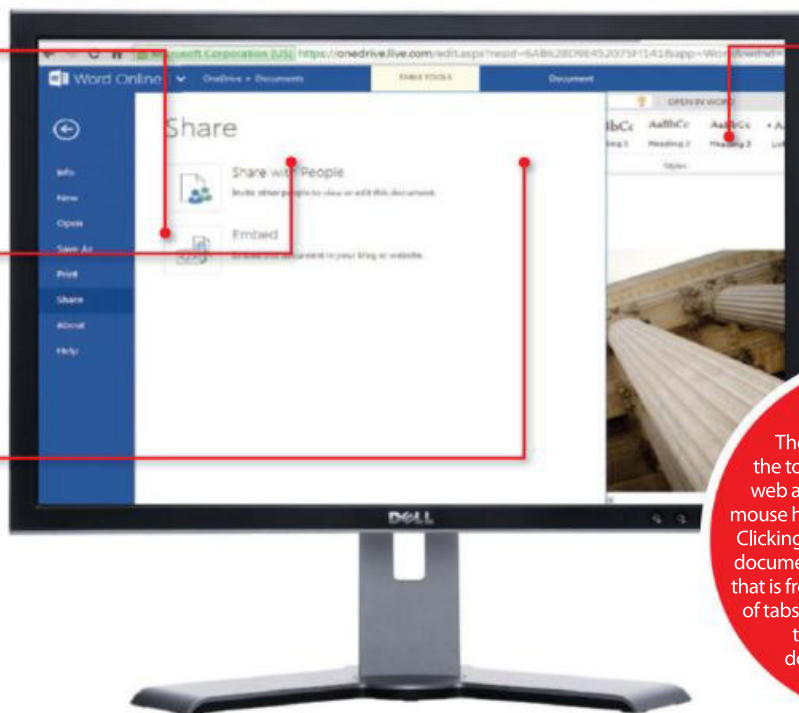 Microsoft Corporation [US] https://onedrive.live.com/edit.aspx?resid=
Word Online OneDrive ▸ Documents TABLE TOOLS Document
OPEN IN WORD
Share
AaBbCc AaBbCc
Heading 2 Heading 3
Styles
Info
New
Open
Save As
Print
Share
About
Help
Share with People
Invite other people to view or edit this document.
Embed
Embed this document in your blog or website.
DELL
The
the to
web a
mouse h
Clicking
docume
that is fr
of tabs
t
de